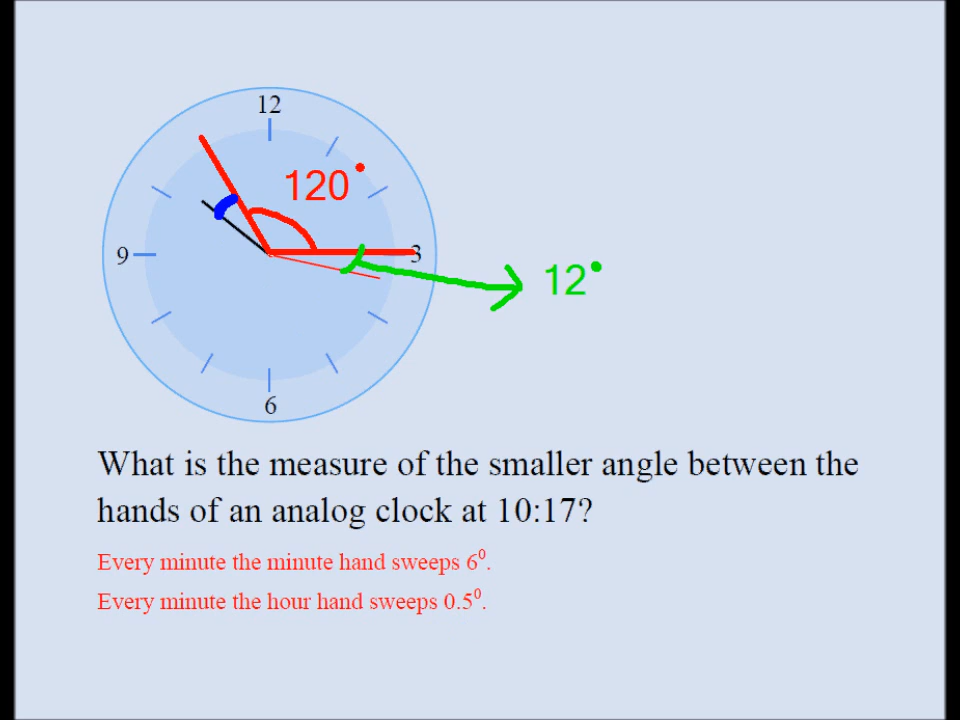 12
120°
9
3
12°
6
What is the measure of the smaller angle between the
hands of an analog clock at 10:17?
Every minute the minute hand sweeps 6⁰.
Every minute the hour hand sweeps 0.5⁰.